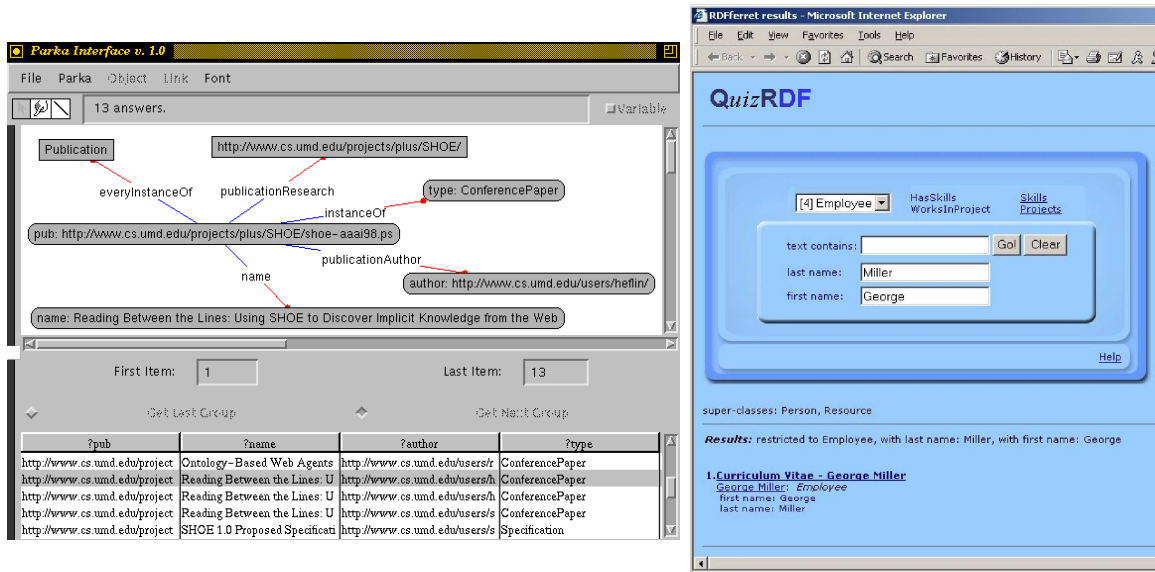 Parka Interface v. 1.0
File Parka Object Link Font
13 answers.
Variable
Publication
http://www.cs.umd.edu/projects/plus/SHOE/
everyInstanceOf
publicationResearch
type: ConferencePaper
instanceOf
pub: http://www.cs.umd.edu/projects/plus/SHOE/shoe-aaai98.ps
publicationAuthor
name
author: http://www.cs.umd.edu/users/heflin/
name: Reading Between the Lines: Using SHOE to Discover Implicit Knowledge from the Web
First Item: 1 Last Item: 13
Get Last Group Get Next Group
?pub ?name ?author ?type
http://www.cs.umd.edu/project Ontology-Based Web Agents http://www.cs.umd.edu/users/r ConferencePaper
http://www.cs.umd.edu/project Reading Between the Lines: U http://www.cs.umd.edu/users/h ConferencePaper
http://www.cs.umd.edu/project Reading Between the Lines: U http://www.cs.umd.edu/users/h ConferencePaper
http://www.cs.umd.edu/project Reading Between the Lines: U http://www.cs.umd.edu/users/s ConferencePaper
http://www.cs.umd.edu/project SHOE 1.0 Proposed Specificati http://www.cs.umd.edu/users/s Specification
RDFferret results - Microsoft Internet Explorer
File Edit View Favorites Tools Help
Back Search Favorites History
QuizRDF
[4] Employee HasSkills Skills
WorksInProject Projects
text contains: Go! Clear
last name: Miller
first name: George
Help
super-classes: Person, Resource
Results: restricted to Employee, with last name: Miller, with first name: George
1. Curriculum Vitae - George Miller
George Miller: Employee
first name: George
last name: Miller